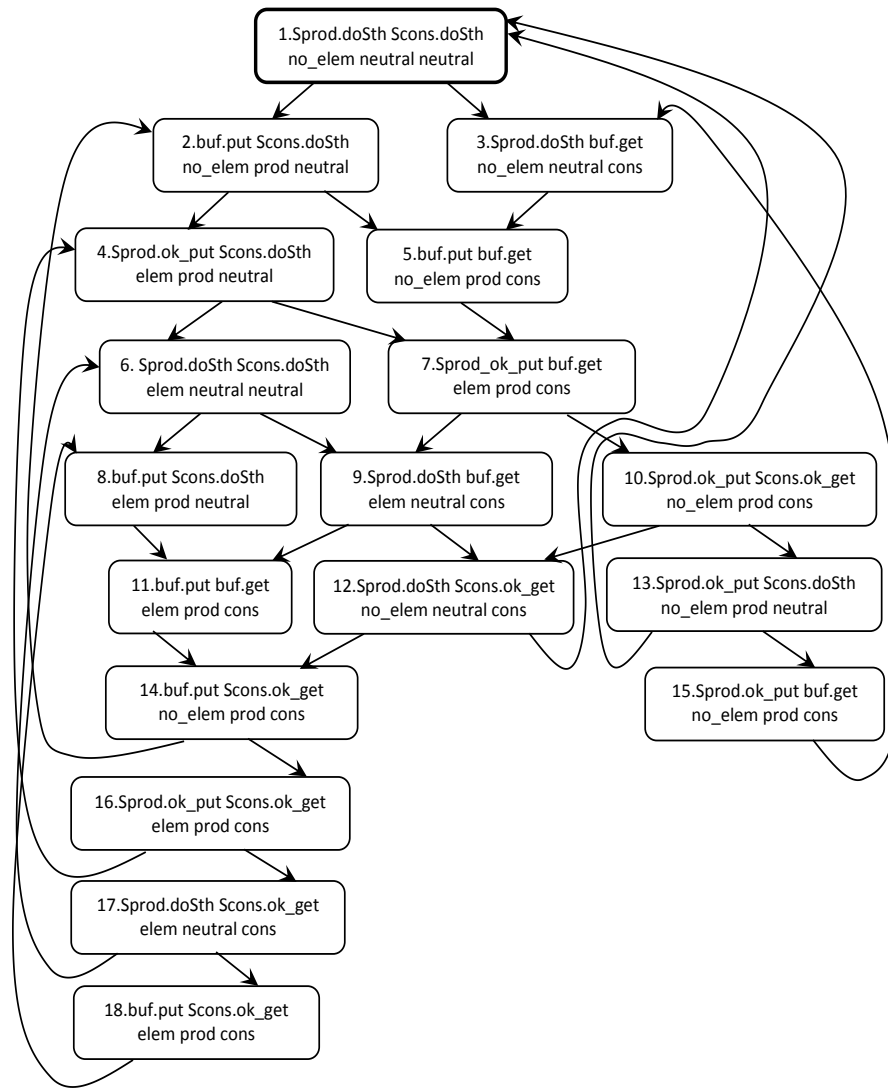 1.Sprod.doSth Scons.doSth
no_elem neutral neutral
2.buf.put Scons.doSth
no_elem prod neutral
3.Sprod.doSth buf.get
no_elem neutral cons
4.Sprod.ok_put Scons.doSth
elem prod neutral
5.buf.put buf.get
no_elem prod cons
6. Sprod.doSth Scons.doSth
elem neutral neutral
7.Sprod_ok_put buf.get
elem prod cons
8.buf.put Scons.doSth
elem prod neutral
9.Sprod.doSth buf.get
elem neutral cons
10.Sprod.ok_put Scons.ok_get
no_elem prod cons
11.buf.put buf.get
elem prod cons
12.Sprod.doSth Scons.ok_get
no_elem neutral cons
13.Sprod.ok_put Scons.doSth
no_elem prod neutral
14.buf.put Scons.ok_get
no_elem prod cons
15.Sprod.ok_put buf.get
no_elem prod cons
16.Sprod.ok_put Scons.ok_get
elem prod cons
17.Sprod.doSth Scons.ok_get
elem neutral cons
18.buf.put Scons.ok_get
elem prod cons